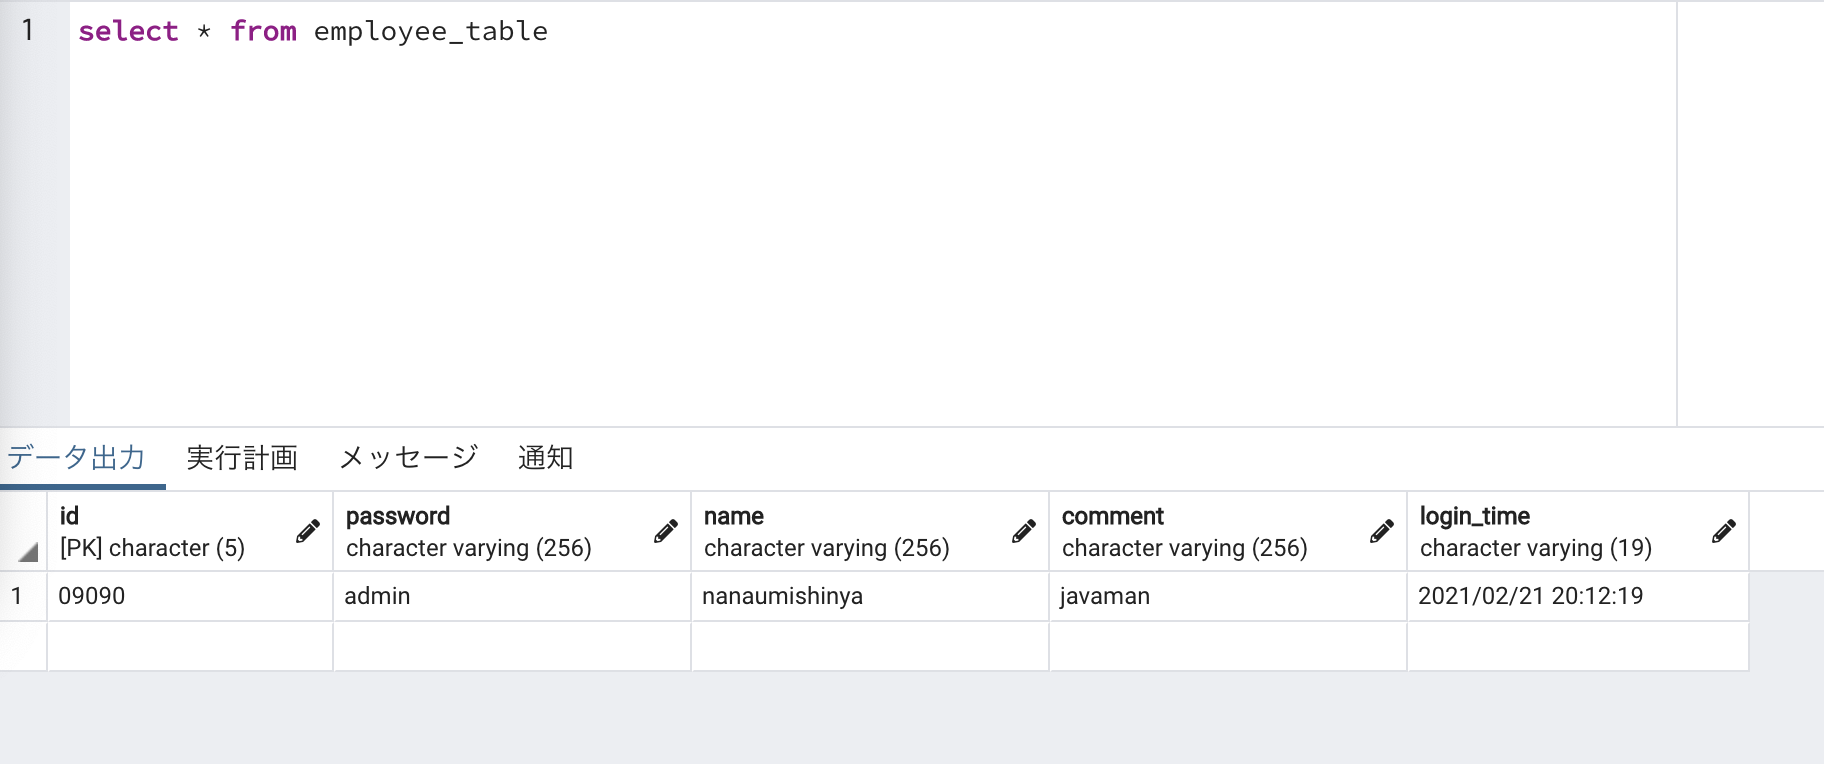 1 select * from employee_table
データ出力 実行計画 メッセージ 通知
id password name comment login_time
[PK] character (5) character varying (256) character varying (256) character varying (256) character varying (19)
1 09090 admin nanaumishinya javaman 2021/02/21 20:12:19